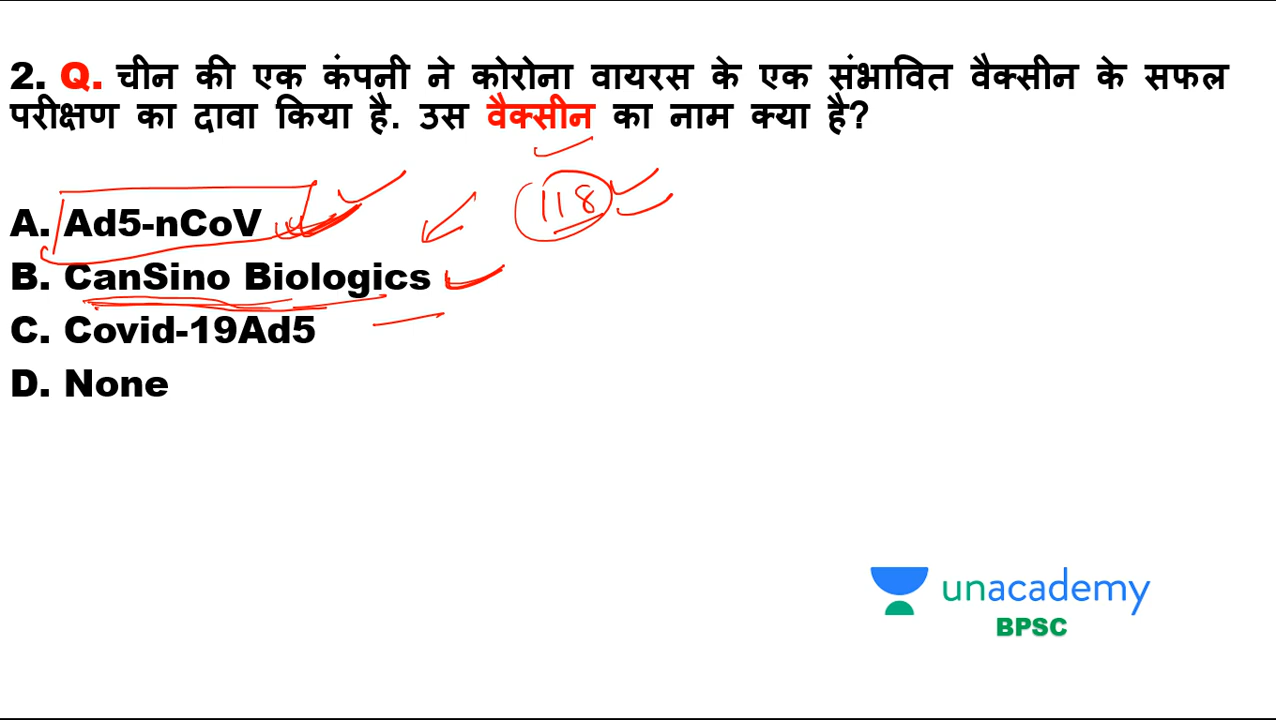 2. Q. चीन की एक कंपनी ने कोरोना वायरस के एक संभावित वैक्सीन के सफल
परीक्षण का दावा किया है. उस वैक्सीन का नाम क्या है?
118
A. Ad5-nCoV
B. CanSino Biologics
C. Covid-19Ad5
D. None
unacademy
BPSC